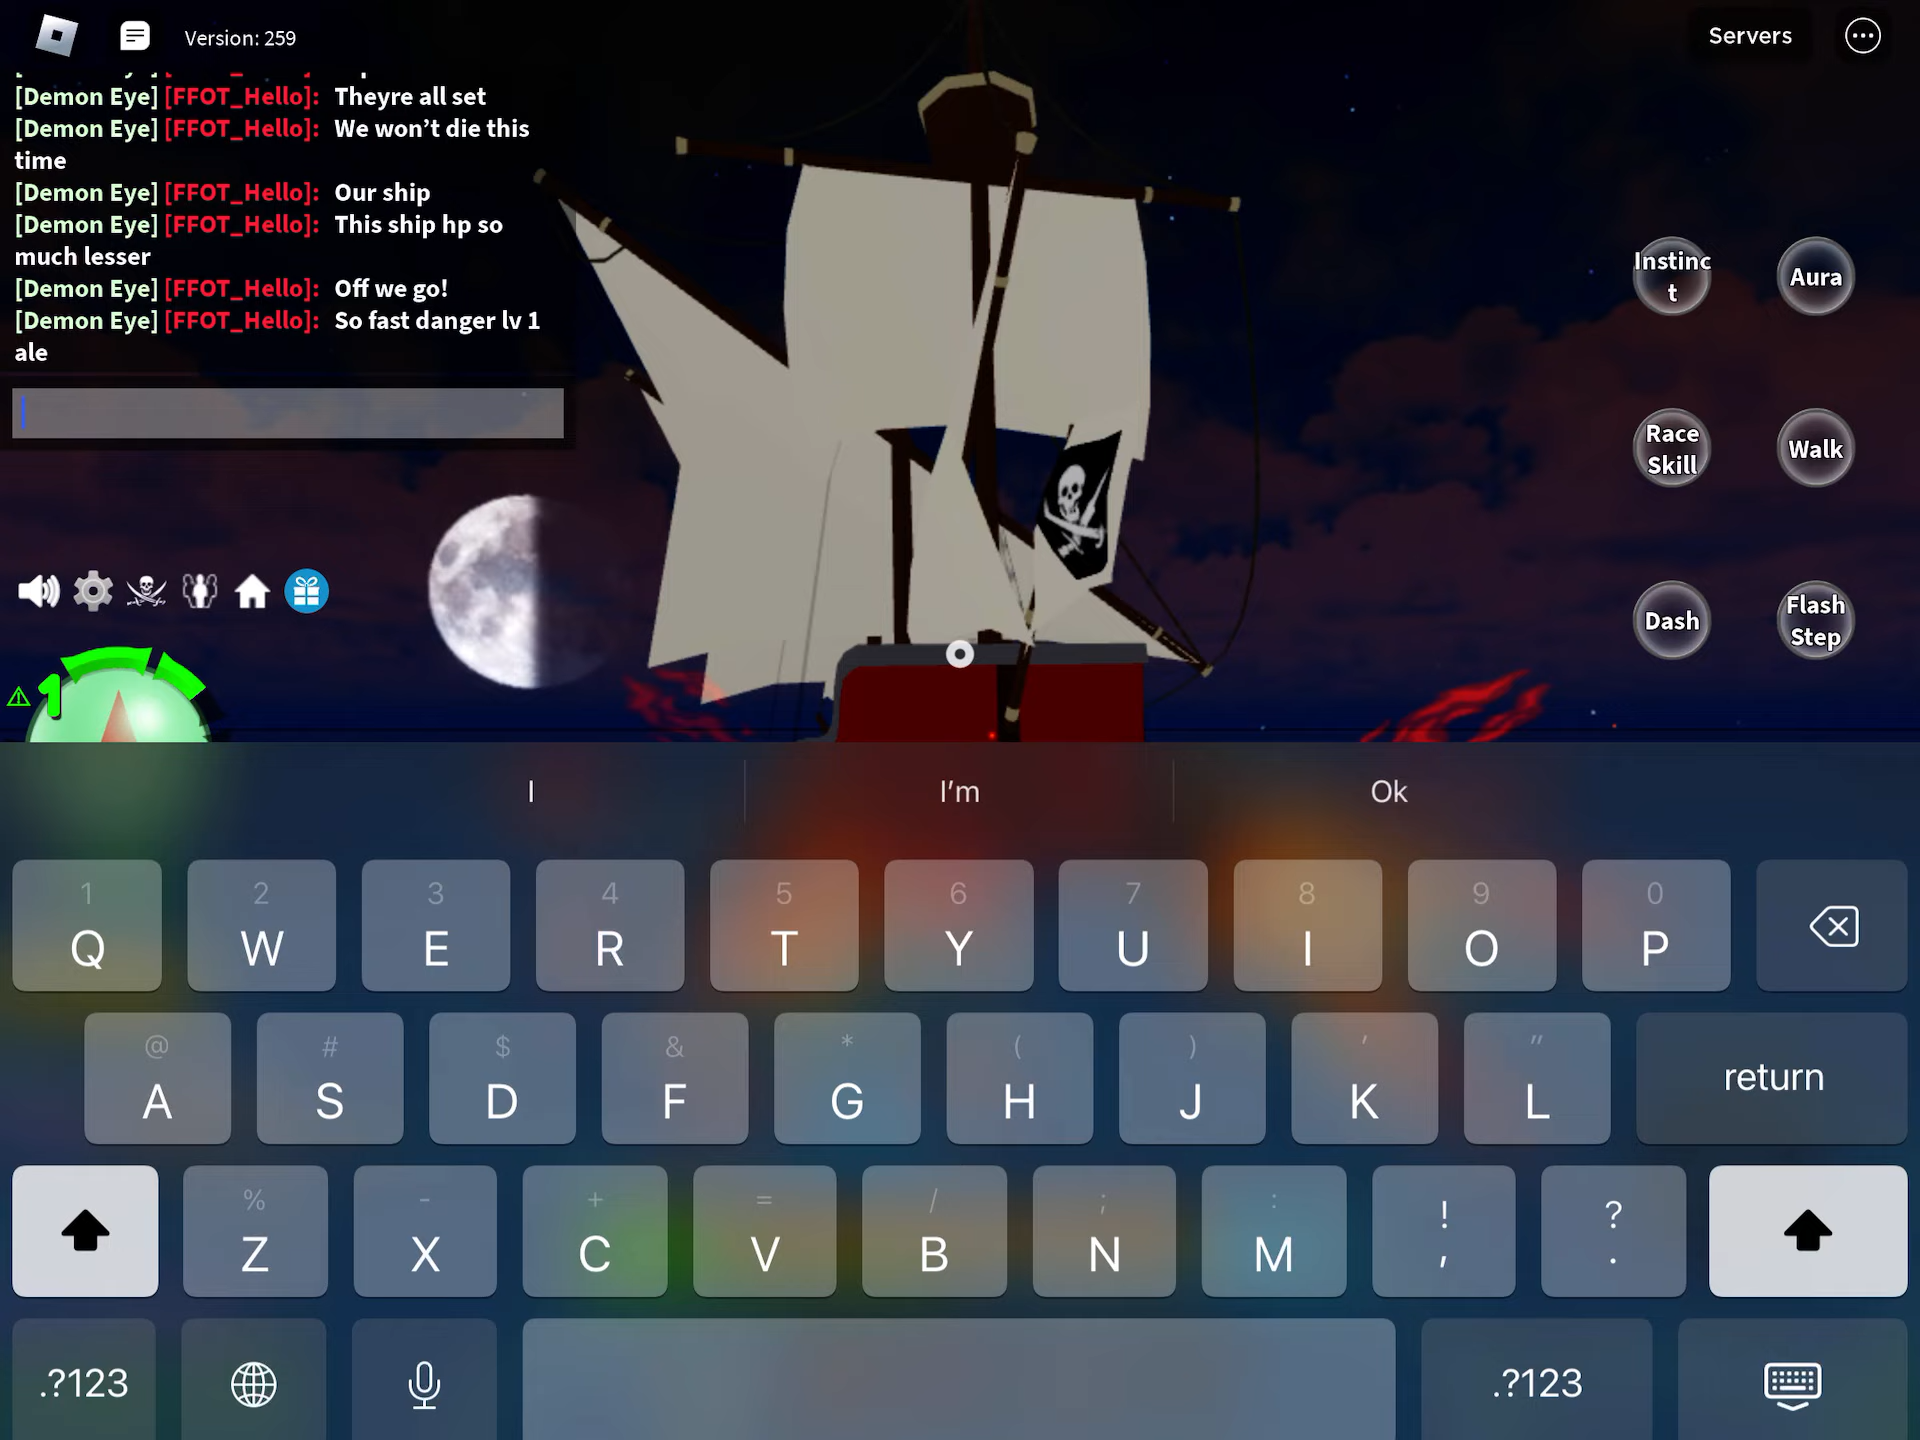 Version: 259
Servers
[Demon Eye] [FFOT_Hello]: Theyre all set
[Demon Eye] [FFOT_Hello]: We won’t die this
time
[Demon Eye] [FFOT_Hello]: Our ship
[Demon Eye] [FFOT_Hello]: This ship hp so
much lesser
[Demon Eye] [FFOT_Hello]: Off we go!
[Demon Eye] [FFOT_Hello]: So fast danger lv 1
ale
Instinc
t
Aura
Race
Skill
Walk
Dash
Flash
Step
1
I
I’m
Ok
1 2 3 4 5 6 7 8 9 0
Q W E R T Y U I O P
@ # $ & * ( ) ' "
A S D F G H J K L
return
% - + = / ; : ! ?
Z X C V B N M , .
.?123
.?123